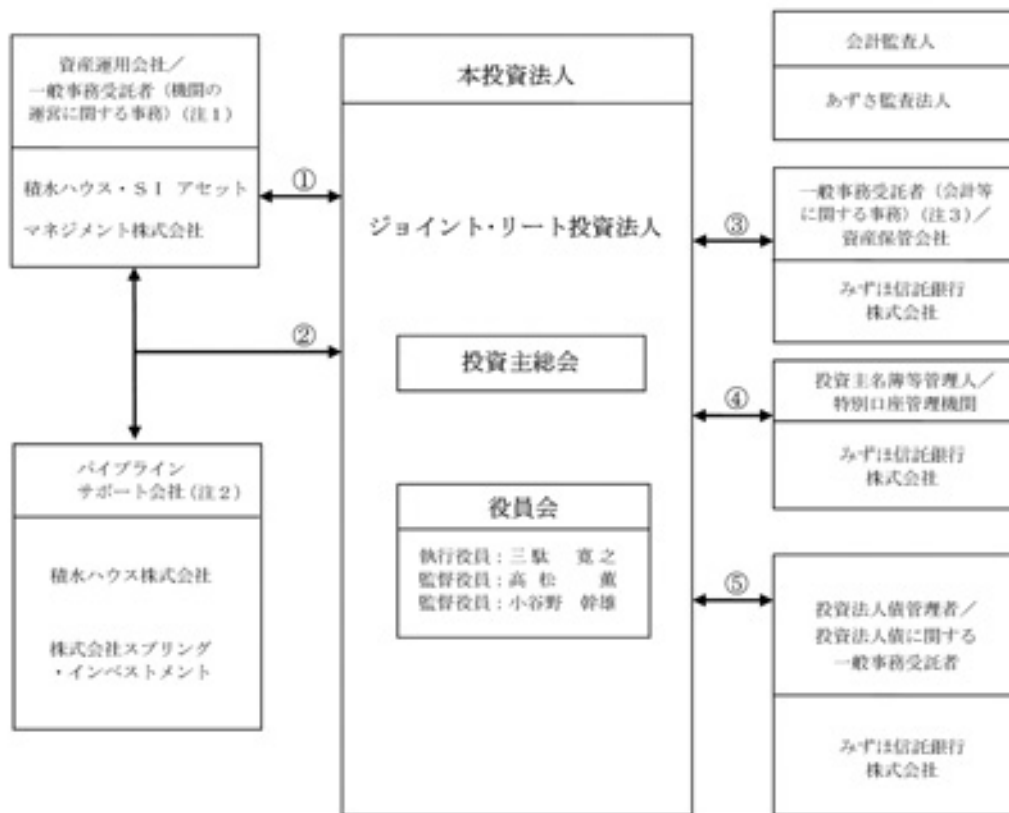 資産運用会社/
一般事務受託者(機関の
運営に関する事務)(注1)
積水ハウス・SI アセット
マネジメント株式会社
①
②
パイプライン
サポート会社(注2)
積水ハウス株式会社
株式会社スプリング
・インベストメント
本投資法人
ジョイント・リート投資法人
投資主総会
役員会
執行役員:三駄 寛之
監督役員:高松 薫
監督役員:小谷野 幹雄
会計監査人
あずさ監査法人
③
一般事務受託者(会計等
に関する事務)(注3)/
資産保管会社
みずほ信託銀行
株式会社
④
投資主名簿等管理人/
特別口座管理機関
みずほ信託銀行
株式会社
⑤
投資法人債管理者/
投資法人債に関する
一般事務受託者
みずほ信託銀行
株式会社